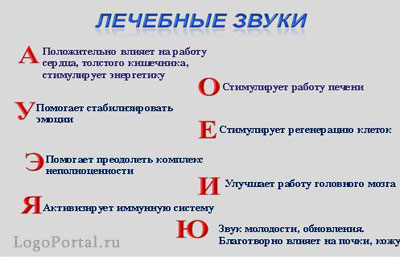 ЛЕЧЕБНЫЕ ЗВУКИ
А Положительно влияет на работу
сердца, толстого кишечника,
стимулирует энергетику
О Стимулирует работу печени
У Помогает стабилизировать
эмоции
Е Стимулирует регенерацию клеток
Э Помогает преодолеть комплекс
неполноценности
И Улучшает работу головного мозга
Я Активизирует иммунную систему
Ю Звук молодости, обновления.
Благотворно влияет на почки, кожу
LogoPortal.ru